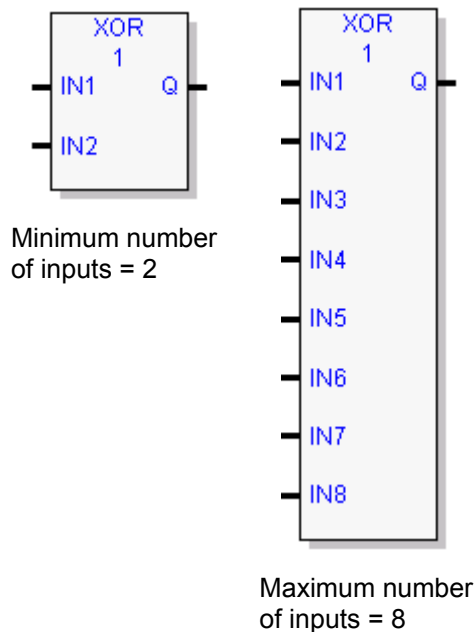 XOR
1
IN1 Q
IN2
Minimum number
of inputs = 2
XOR
1
IN1 Q
IN2
IN3
IN4
IN5
IN6
IN7
IN8
Maximum number
of inputs = 8